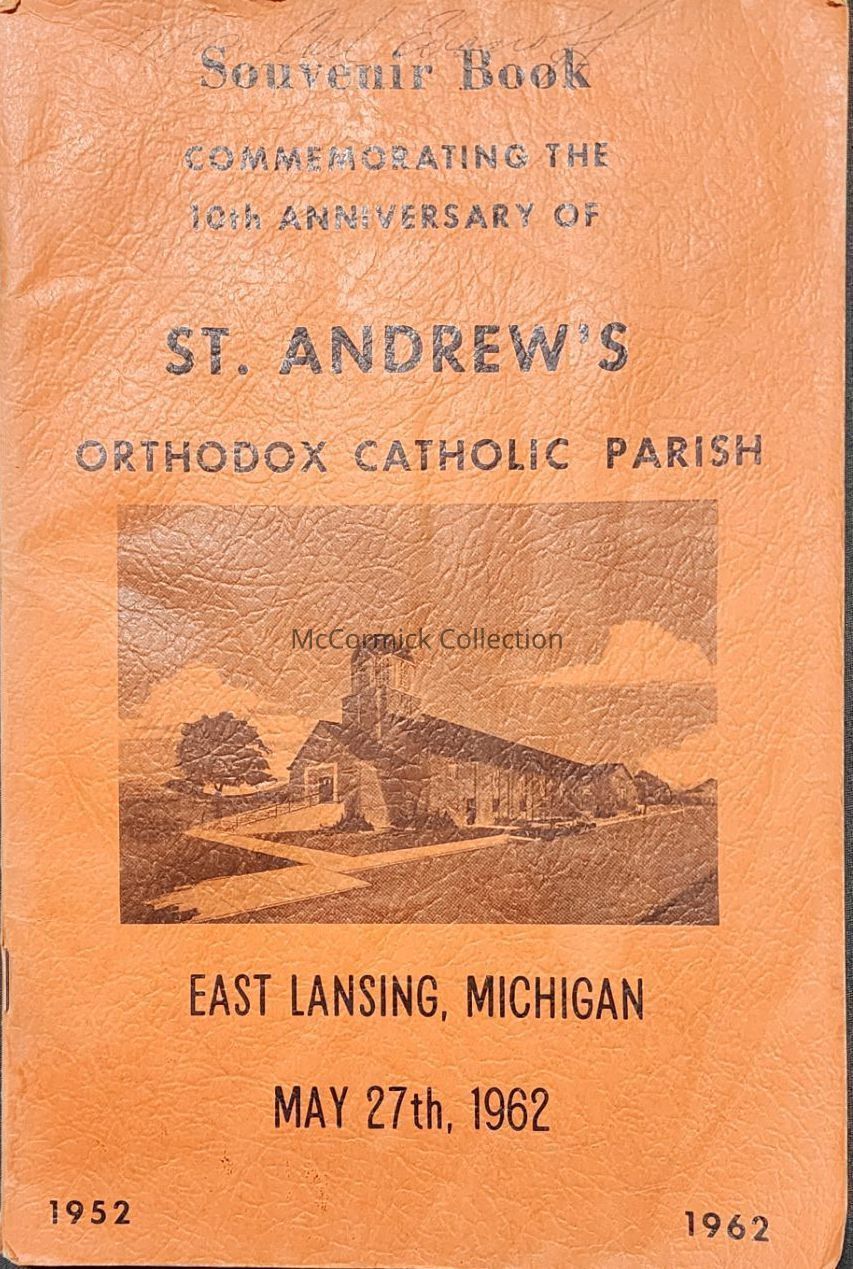 Souvenir Book
COMMEMORATING THE
10th ANNIVERSARY OF
ST. ANDREW'S
ORTHODOX CATHOLIC PARISH
McCormick Collection
EAST LANSING, MICHIGAN
MAY 27th, 1962
1952
1962